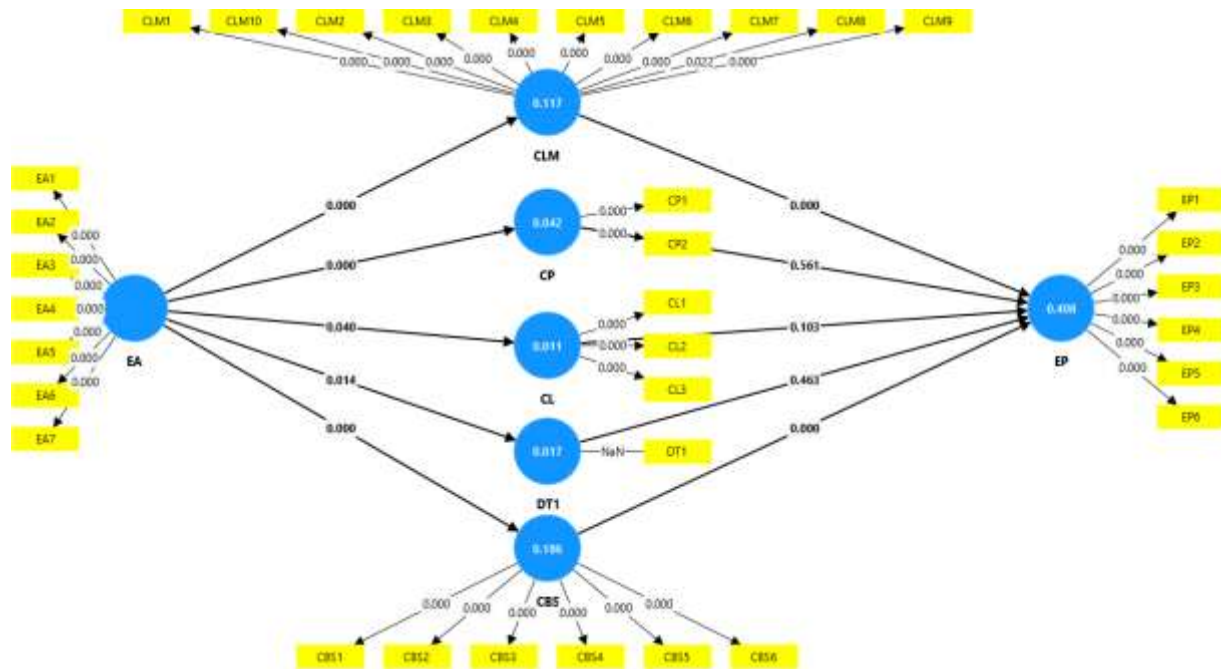 CLM1 CLM10 CLM2 CLM3 CLM4 CLM5 CLM6 CLM7 CLM8 CLM9
0.000 0.000 0.000 0.000 0.000 0.000 0.000 0.000 0.022 0.000
0.117
CLM
EA1
EA2
EA3
EA4
EA5
EA6
EA7
0.000
0.000
0.000
0.000
0.000
0.000
0.000
EA
0.000
0.000
0.040
0.014
0.000
0.042
CP
0.000
0.000
CP1
CP2
0.011
CL
0.000
0.000
0.000
CL1
CL2
CL3
0.017
DT1
NaN
DT1
0.186
CBS
0.000 0.000 0.000 0.000 0.000 0.000
CBS1 CBS2 CBS3 CBS4 CBS5 CBS6
0.000
0.561
0.103
0.463
0.000
0.408
EP
0.000
0.000
0.000
0.000
0.000
0.000
EP1
EP2
EP3
EP4
EP5
EP6